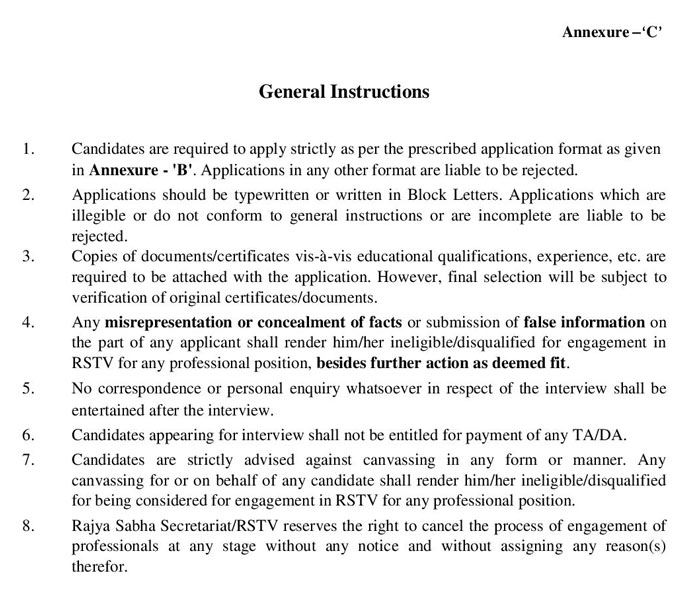 Annexure –‘C’
General Instructions
1. Candidates are required to apply strictly as per the prescribed application format as given
in Annexure - 'B'. Applications in any other format are liable to be rejected.
2. Applications should be typewritten or written in Block Letters. Applications which are
illegible or do not conform to general instructions or are incomplete are liable to be
rejected.
3. Copies of documents/certificates vis-à-vis educational qualifications, experience, etc. are
required to be attached with the application. However, final selection will be subject to
verification of original certificates/documents.
4. Any misrepresentation or concealment of facts or submission of false information on
the part of any applicant shall render him/her ineligible/disqualified for engagement in
RSTV for any professional position, besides further action as deemed fit.
5. No correspondence or personal enquiry whatsoever in respect of the interview shall be
entertained after the interview.
6. Candidates appearing for interview shall not be entitled for payment of any TA/DA.
7. Candidates are strictly advised against canvassing in any form or manner. Any
canvassing for or on behalf of any candidate shall render him/her ineligible/disqualified
for being considered for engagement in RSTV for any professional position.
8. Rajya Sabha Secretariat/RSTV reserves the right to cancel the process of engagement of
professionals at any stage without any notice and without assigning any reason(s)
therefor.